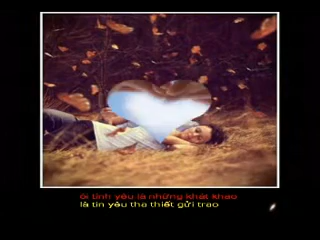 ôi tình yêu là những khát khao
là tin yêu tha thiết gửi trao